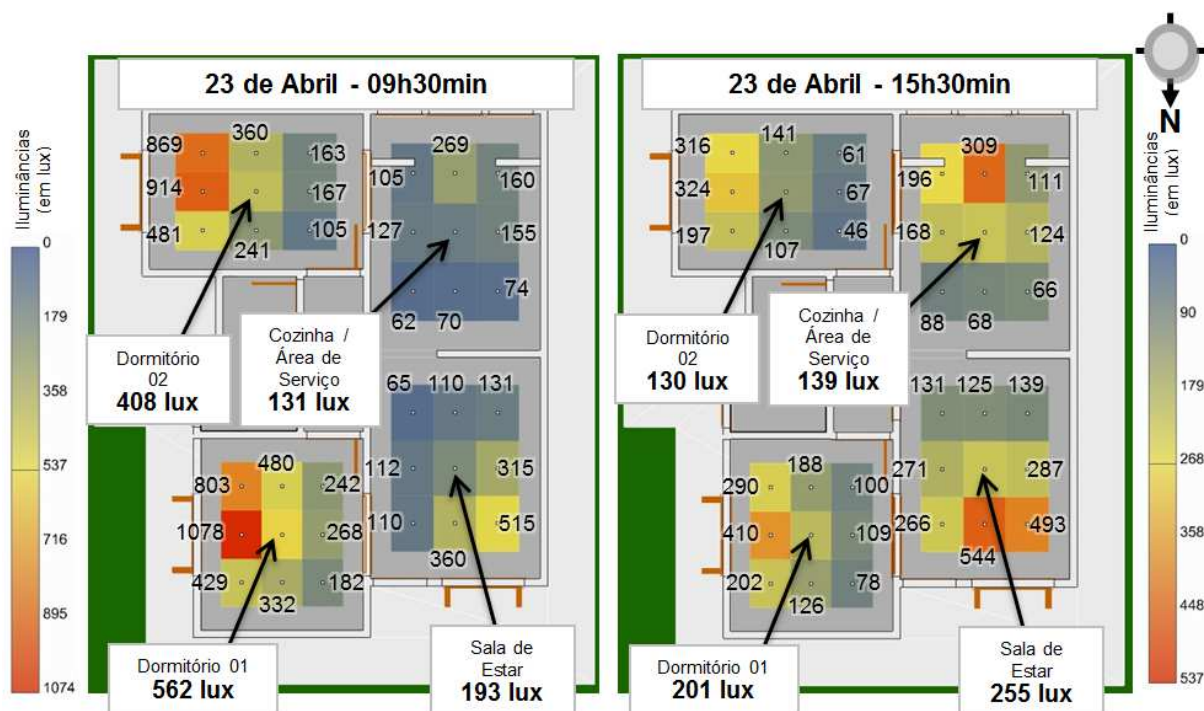 23 de Abril - 09h30min
23 de Abril - 15h30min
N
Iluminâncias
(em lux)
0
179
358
537
716
895
1074
869
360
163
914
167
481
241
105
105
269
160
127
155
62
70
74
Dormitório
02
408 lux
Cozinha /
Área de
Serviço
131 lux
65
110
131
112
315
110
360
515
803
480
242
1078
268
429
332
182
Dormitório 01
562 lux
Sala de
Estar
193 lux
316
141
61
324
67
197
107
46
196
309
111
168
124
88
68
66
Dormitório
02
130 lux
Cozinha /
Área de
Serviço
139 lux
131
125
139
271
287
266
544
493
290
188
100
410
109
202
126
78
Dormitório 01
201 lux
Sala de
Estar
255 lux
Iluminâncias
(em lux)
0
90
179
268
358
448
537